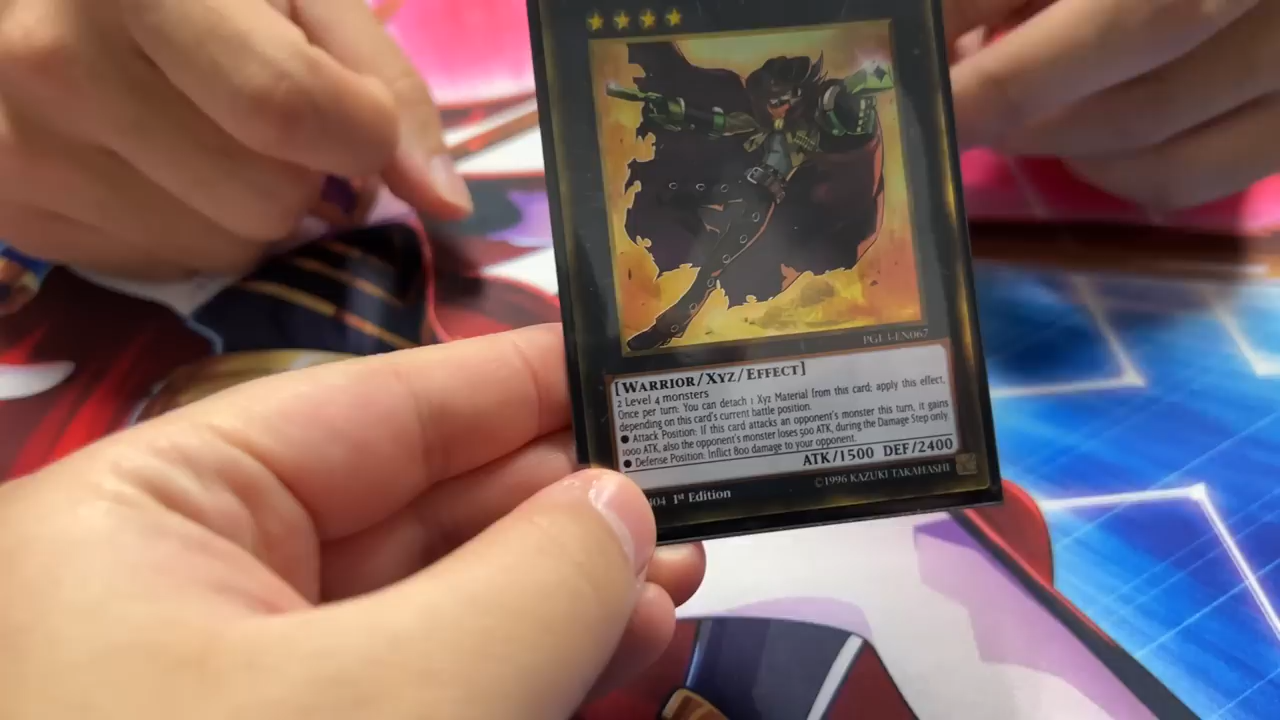 PGL3-EN067
[WARRIOR/XYZ/EFFECT]
2 Level 4 monsters
Once per turn: You can detach 1 Xyz Material from this card; apply this effect,
depending on this card's current battle position.
● Attack Position: If this card attacks an opponent's monster this turn, it gains
1000 ATK, also the opponent's monster loses 500 ATK, during the Damage Step only.
● Defense Position: Inflict 800 damage to your opponent.
ATK/1500 DEF/2400
404 1st Edition
©1996 KAZUKI TAKAHASHI